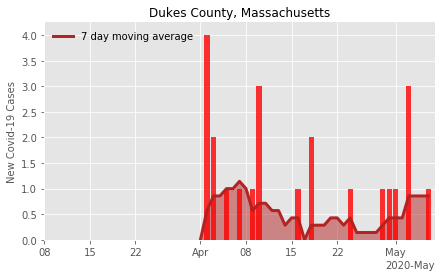 Dukes County, Massachusetts
7 day moving average
New Covid-19 Cases
4.0
3.5
3.0
2.5
2.0
1.5
1.0
0.5
0.0
08 15 22 Apr 08 15 22 May
2020-May